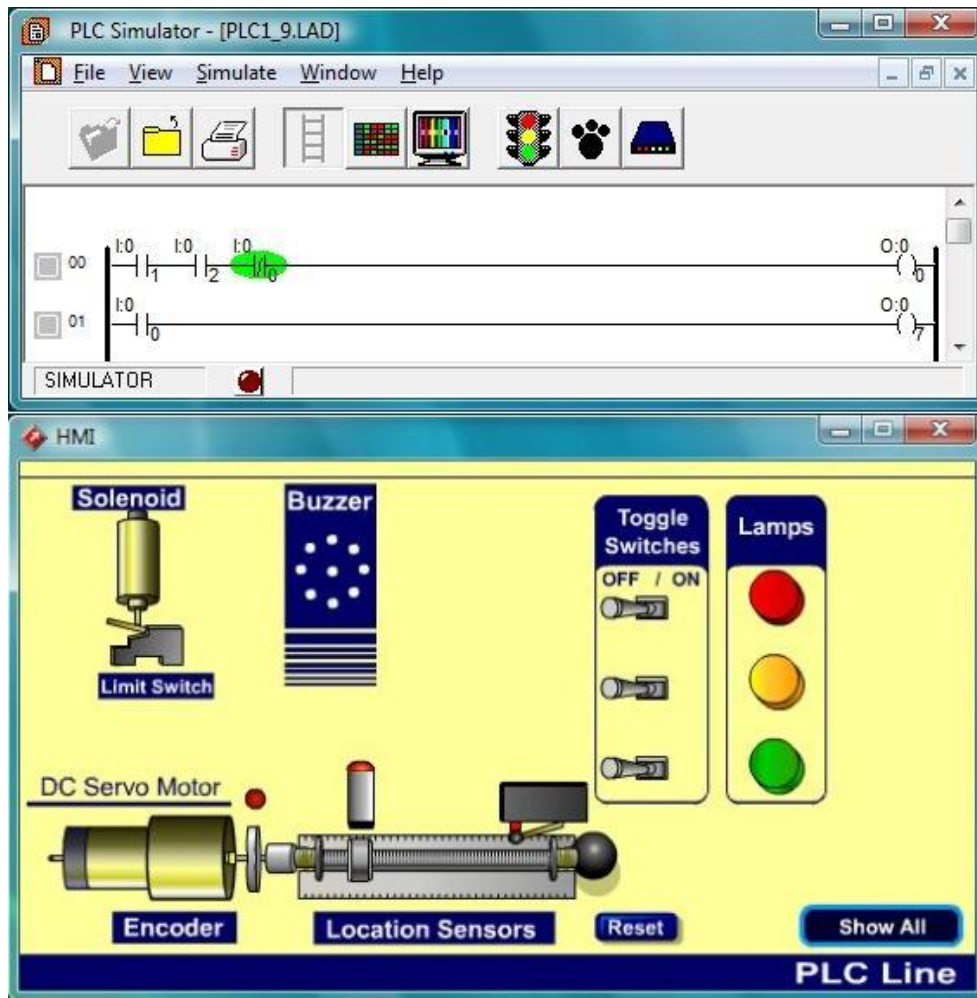 PLC Simulator - [PLC1_9.LAD]
File View Simulate Window Help
I:0 I:0 I:0 O:0
00 1 2 0 0
I:0 O:0
01 0 7
SIMULATOR
HMI
Solenoid
Buzzer
Toggle
Switches
Lamps
OFF / ON
Limit Switch
DC Servo Motor
Encoder
Location Sensors
Reset
Show All
PLC Line